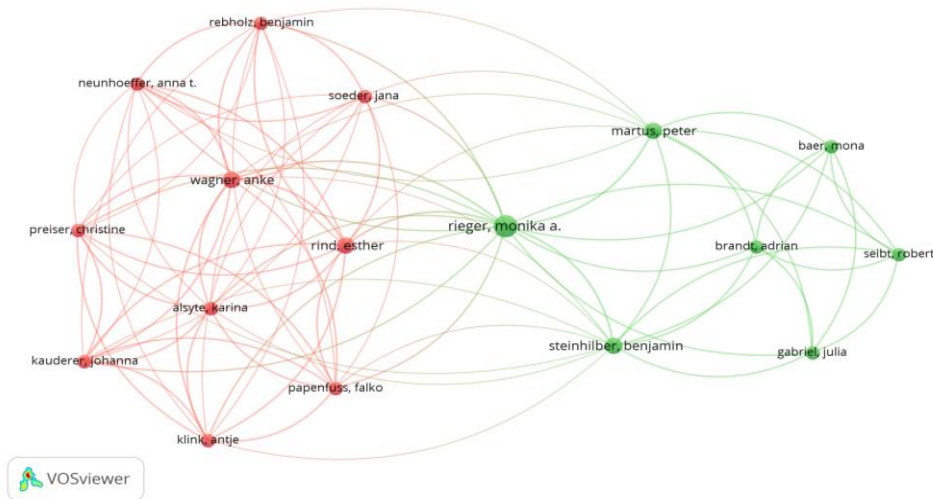 rebholz, benjamin
neunhoeffer, anna t.
soeder, jana
martus, peter
baer, mona
wagner, anke
preiser, christine
rieger, monika a.
rind, esther
brandt, adrian
seibt, robert
alsyte, karina
steinhilber, benjamin
gabriel, julia
kauderer, johanna
papenfuss, falko
klink, antje
VOSviewer